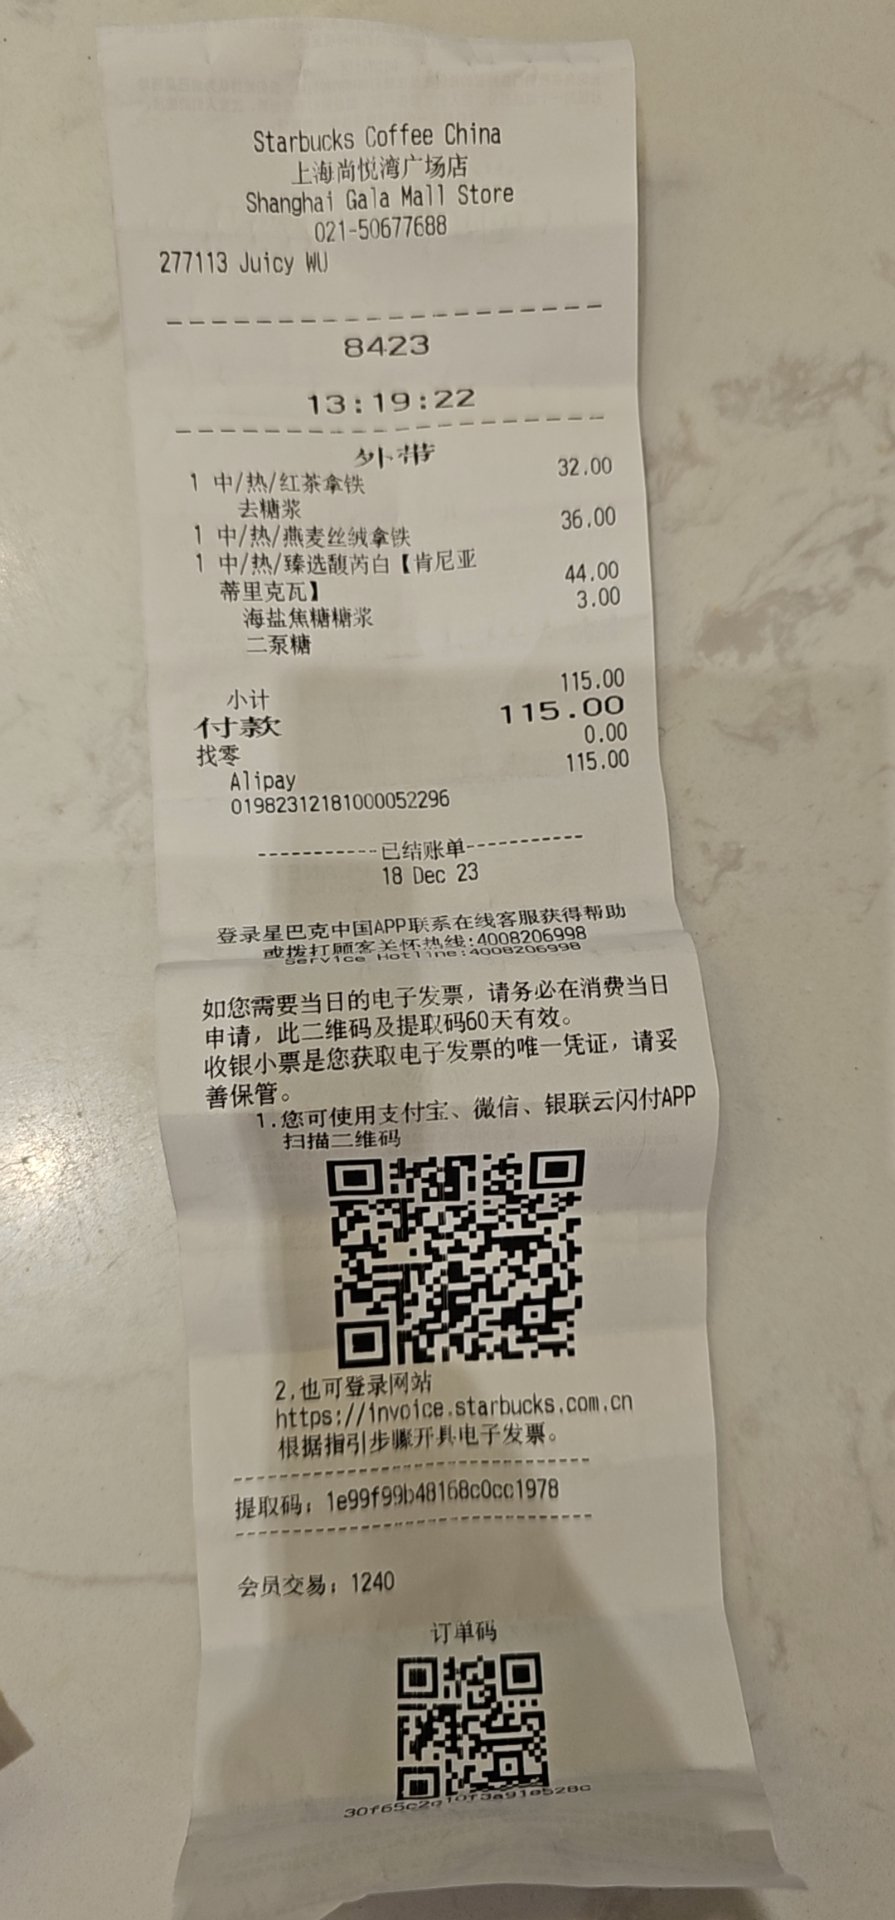 Starbucks Coffee China
上海尚悦湾广场店
Shanghai Gala Mall Store
021-50677688
277113 Juicy WU
8423
13:19:22
外带
1 中/热/红茶拿铁 32.00
去糖浆
1 中/热/燕麦丝绒拿铁 36.00
1 中/热/臻选馥芮白【肯尼亚
蒂里克瓦】 44.00
海盐焦糖糖浆 3.00
二泵糖
小计 115.00
付款 115.00
找零 0.00
Alipay 115.00
01982312181000052296
-----------已结账单-----------
18 Dec 23
登录星巴克中国APP联系在线客服获得帮助
或拨打顾客关怀热线:4008206998
Service Hotline:4008206998
如您需要当日的电子发票，请务必在消费当日
申请，此二维码及提取码60天有效。
收银小票是您获取电子发票的唯一凭证，请妥
善保管。
1.您可使用支付宝、微信、银联云闪付APP
扫描二维码
2,也可登录网站
https://invoice.starbucks.com.cn
根据指引步骤开具电子发票。
提取码：1e99f99b48168c0cc1978
会员交易：1240
订单码